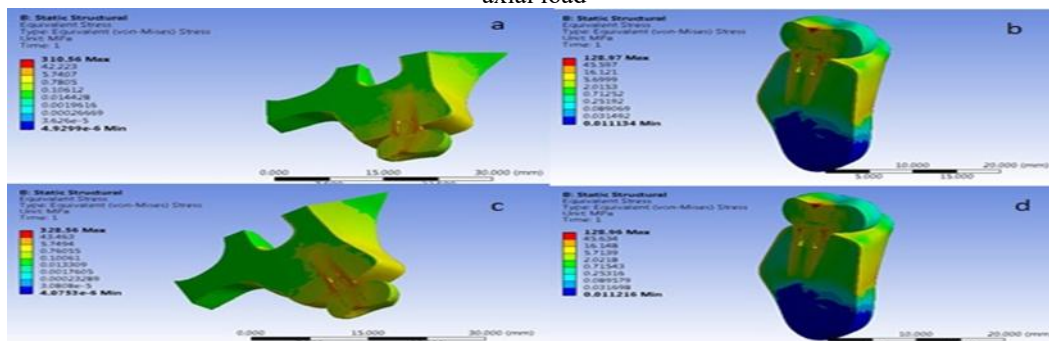 axial load
a
B: Static Structural
Equivalent Stress
Type: Equivalent (von-Mises) Stress
Unit: MPa
Time: 1
310.56 Max
42.223
5.7407
0.7805
0.10612
0.014428
0.0019616
0.00026669
3.626e-5
4.9299e-6 Min
0.000
15.000
30.000 (mm)
b
B: Static Structural
Equivalent Stress
Type: Equivalent (von-Mises) Stress
Unit: MPa
Time: 1
128.97 Max
45.597
16.121
5.6999
2.0153
0.71252
0.25192
0.089069
0.031492
0.011134 Min
0.000
10.000
20.000 (mm)
5.000
15.000
c
B: Static Structural
Equivalent Stress
Type: Equivalent (von-Mises) Stress
Unit: MPa
Time: 1
328.56 Max
43.463
5.7494
0.76055
0.10061
0.013309
0.0017605
0.00023289
3.0808e-5
4.0753e-6 Min
0.000
15.000
30.000 (mm)
d
B: Static Structural
Equivalent Stress
Type: Equivalent (von-Mises) Stress
Unit: MPa
Time: 1
128.96 Max
45.634
16.148
5.7139
2.0218
0.71543
0.25316
0.089579
0.031698
0.011216 Min
0.000
10.000
20.000 (mm)